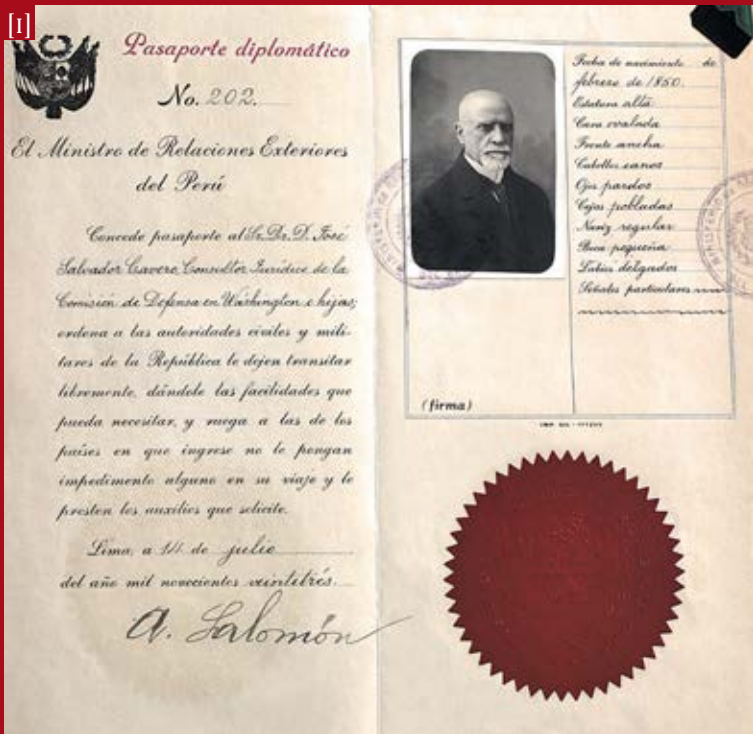 [I]
Pasaporte diplomático
No. 202.
El Ministro de Relaciones Exteriores
del Perú
Concede pasaporte al Sr. Dr. D. José
Salvador Cavero, Consultor Jurídico de la
Comisión de Defensa en Wáshington e hijas;
ordena a las autoridades civiles y mili-
tares de la República le dejen transitar
libremente, dándole las facilidades que
pueda necesitar, y ruega a las de los
países en que ingrese no le pongan
impedimento alguno en su viaje y le
presten los auxilios que solicite.
Lima, a 14 de julio
del año mil novecientos veintitrés.
A. Salomón
Fecha de nacimiento de
febrero de 1850.
Estatura alta
Cara ovalada
Frente ancha
Cabellos canos
Ojos pardos
Cejas pobladas
Nariz regular
Boca pequeña
Labios delgados
Señales particulares
(firma)